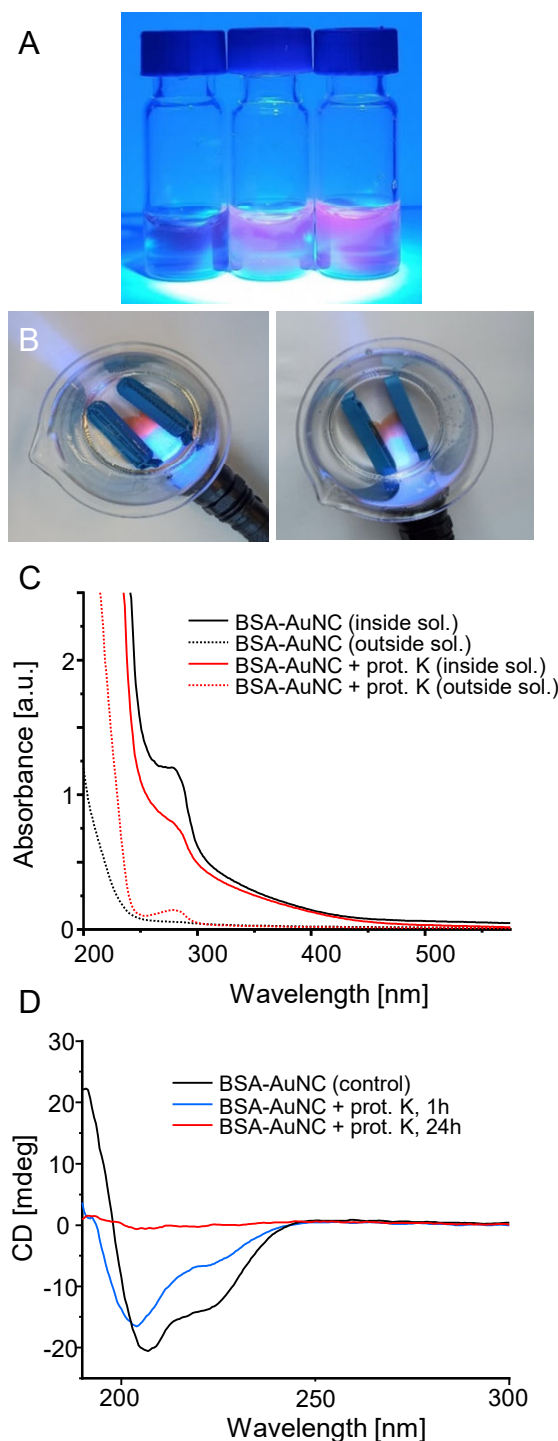 A
B
C
BSA-AuNC (inside sol.)
BSA-AuNC (outside sol.)
BSA-AuNC + prot. K (inside sol.)
BSA-AuNC + prot. K (outside sol.)
2
1
0
Absorbance [a.u.]
200 300 400 500
Wavelength [nm]
D
BSA-AuNC (control)
BSA-AuNC + prot. K, 1h
BSA-AuNC + prot. K, 24h
30
20
10
0
-10
-20
CD [mdeg]
200 250 300
Wavelength [nm]